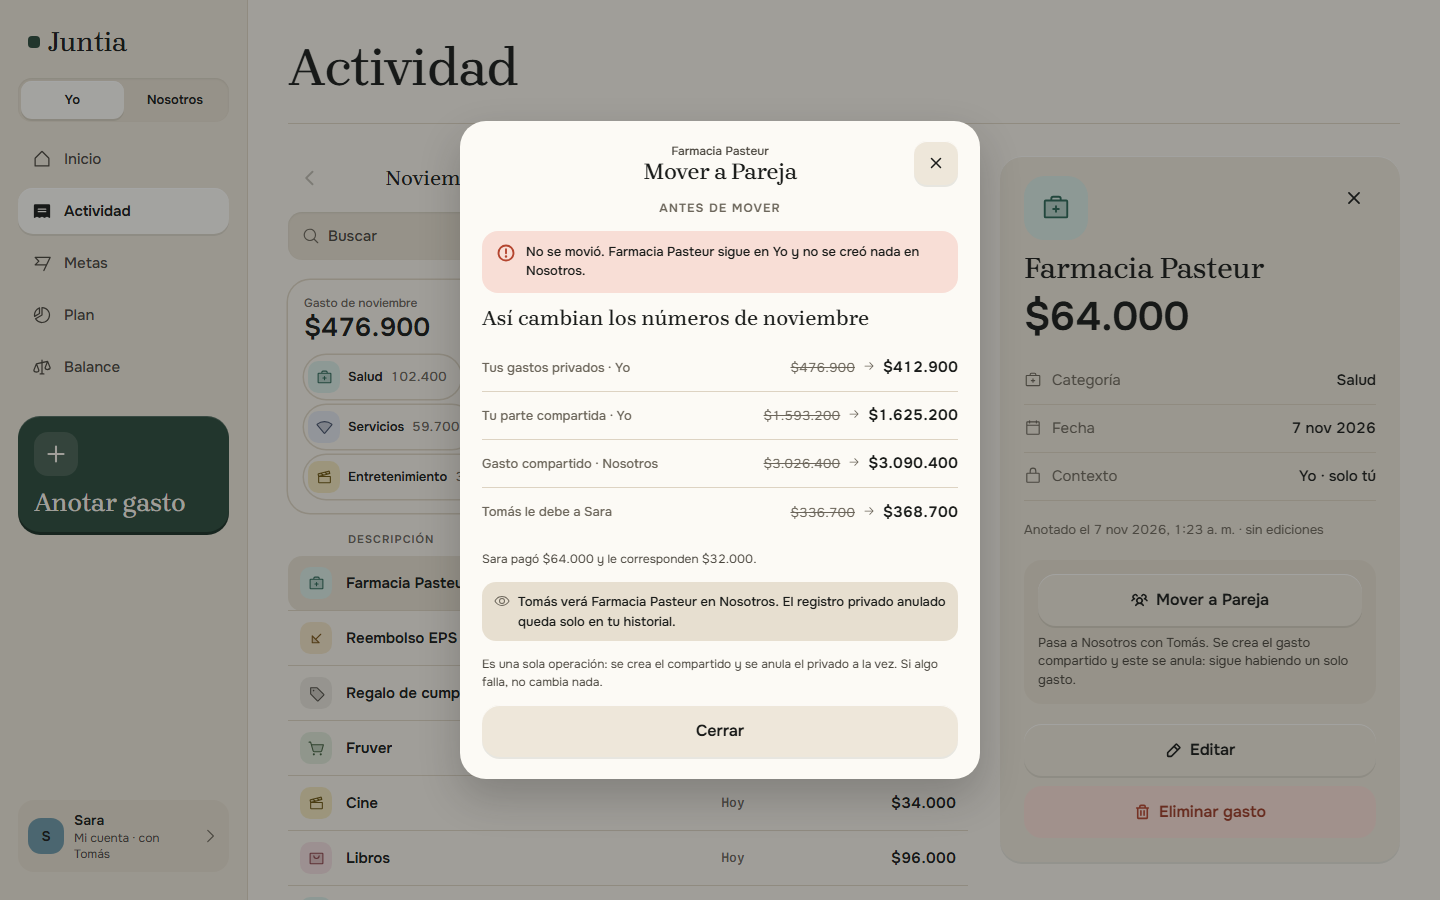 Juntia
Yo
Nosotros
Inicio
Actividad
Metas
Plan
Balance
Anotar gasto
Sara
Mi cuenta · con
Tomás
S
Actividad
Buscar
Gasto de noviembre
$476.900
Salud 102.400
Servicios 59.700
Entretenimiento
DESCRIPCIÓN
Reembolso EPS
Fruver
Cine Hoy $34.000
Libros Hoy $96.000
Farmacia Pasteur
Mover a Pareja
ANTES DE MOVER
No se movió. Farmacia Pasteur sigue en Yo y no se creó nada en
Nosotros.
Así cambian los números de noviembre
Tus gastos privados · Yo $476.900 → $412.900
Tu parte compartida · Yo $1.593.200 → $1.625.200
Gasto compartido · Nosotros $3.026.400 → $3.090.400
Tomás le debe a Sara $336.700 → $368.700
Sara pagó $64.000 y le corresponden $32.000.
Tomás verá Farmacia Pasteur en Nosotros. El registro privado anulado
queda solo en tu historial.
Es una sola operación: se crea el compartido y se anula el privado a la vez. Si algo
falla, no cambia nada.
Cerrar
Farmacia Pasteur
$64.000
Categoría Salud
Fecha 7 nov 2026
Contexto Yo · solo tú
Anotado el 7 nov 2026, 1:23 a. m. · sin ediciones
Mover a Pareja
Pasa a Nosotros con Tomás. Se crea el gasto
compartido y este se anula: sigue habiendo un solo
gasto.
Editar
Eliminar gasto